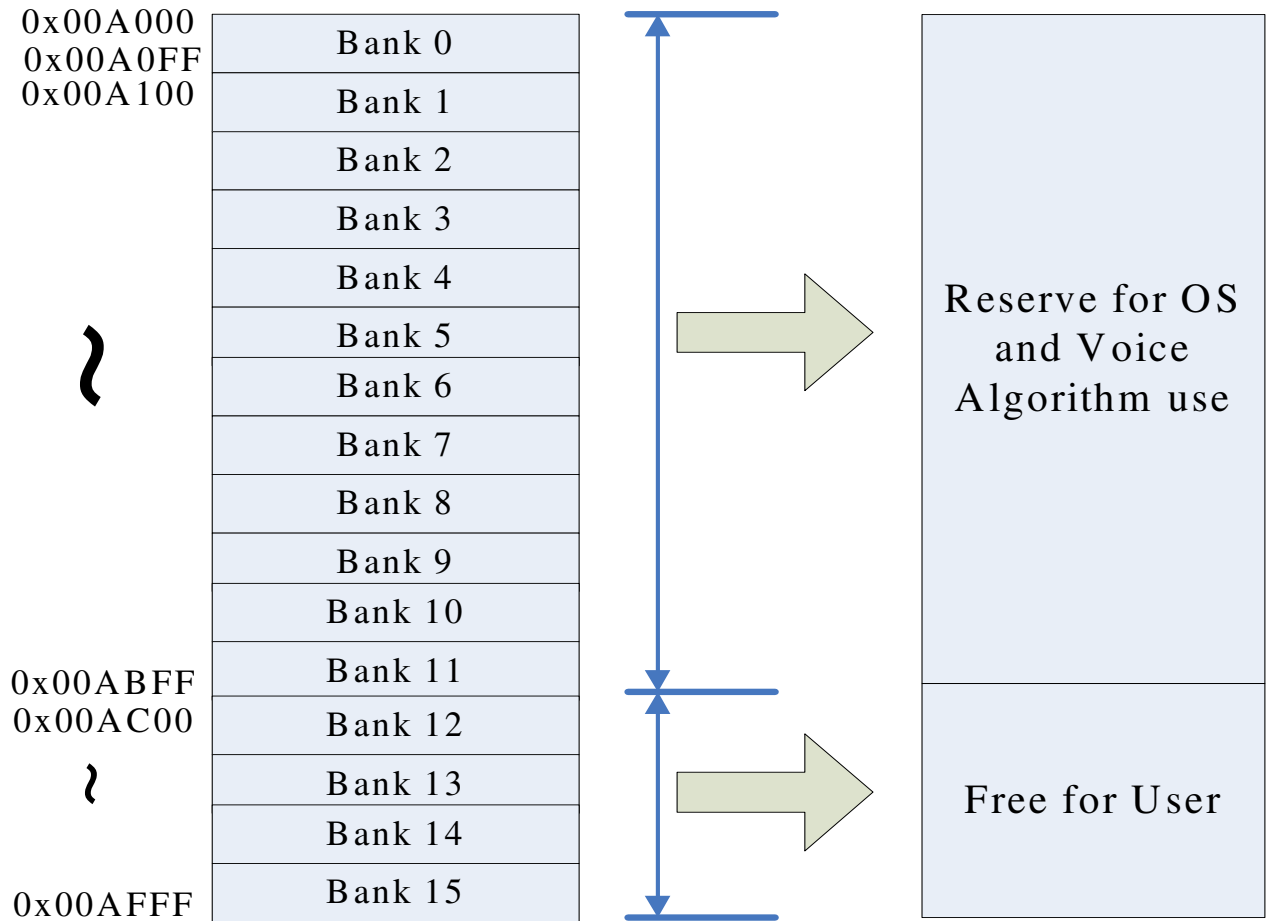 0x00A000
0x00A0FF
0x00A100
Bank 0
Bank 1
Bank 2
Bank 3
Bank 4
Bank 5
Bank 6
Bank 7
Bank 8
Bank 9
Bank 10
Bank 11
Bank 12
Bank 13
Bank 14
Bank 15
~
0x00ABFF
0x00AC00
~
0x00AFFF
Reserve for OS
and Voice
Algorithm use
Free for User